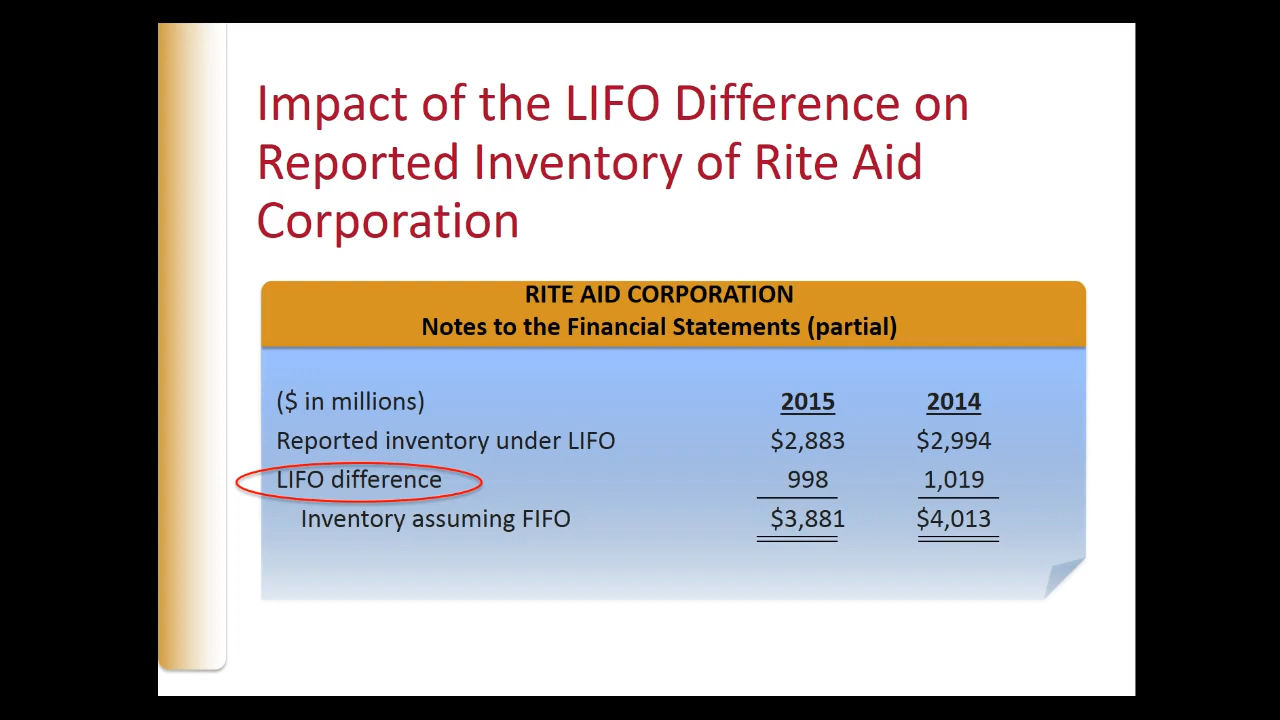 Impact of the LIFO Difference on
Reported Inventory of Rite Aid
Corporation
RITE AID CORPORATION
Notes to the Financial Statements (partial)
($ in millions) 2015 2014
Reported inventory under LIFO $2,883 $2,994
LIFO difference 998 1,019
Inventory assuming FIFO $3,881 $4,013